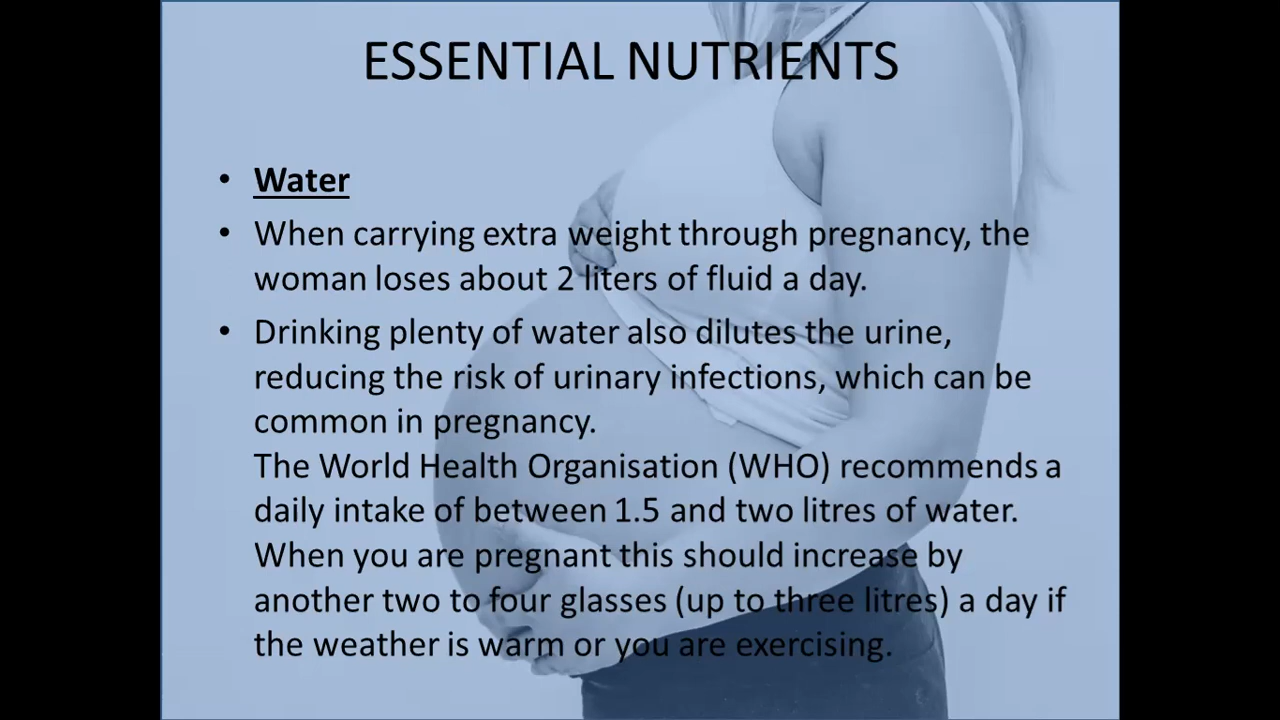 ESSENTIAL NUTRIENTS
• Water
• When carrying extra weight through pregnancy, the
woman loses about 2 liters of fluid a day.
• Drinking plenty of water also dilutes the urine,
reducing the risk of urinary infections, which can be
common in pregnancy.
The World Health Organisation (WHO) recommends a
daily intake of between 1.5 and two litres of water.
When you are pregnant this should increase by
another two to four glasses (up to three litres) a day if
the weather is warm or you are exercising.